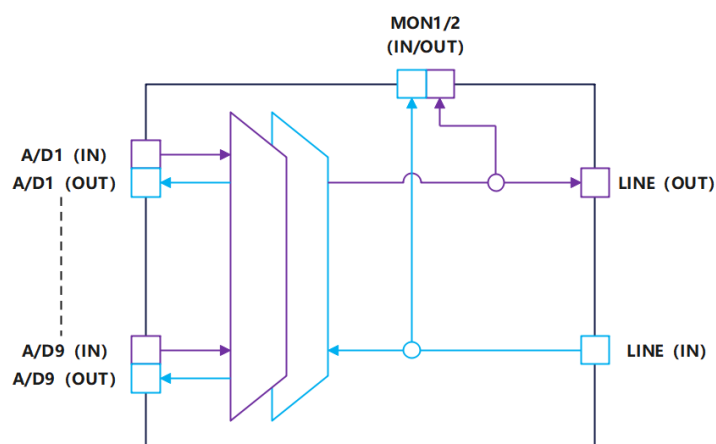 MON1/2
(IN/OUT)
A/D1 (IN)
A/D1 (OUT)
LINE (OUT)
A/D9 (IN)
LINE (IN)
A/D9 (OUT)